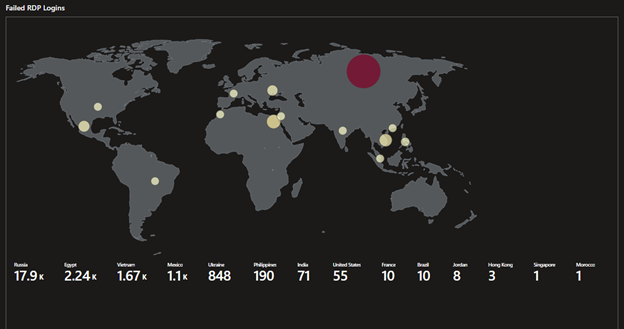 Failed RDP Logins
Russia Egypt Vietnam Mexico Ukraine Philippines India United States France Brazil Jordan Hong Kong Singapore Morocco
17.9 K 2.24 K 1.67 K 1.1 K 848 190 71 55 10 10 8 3 1 1